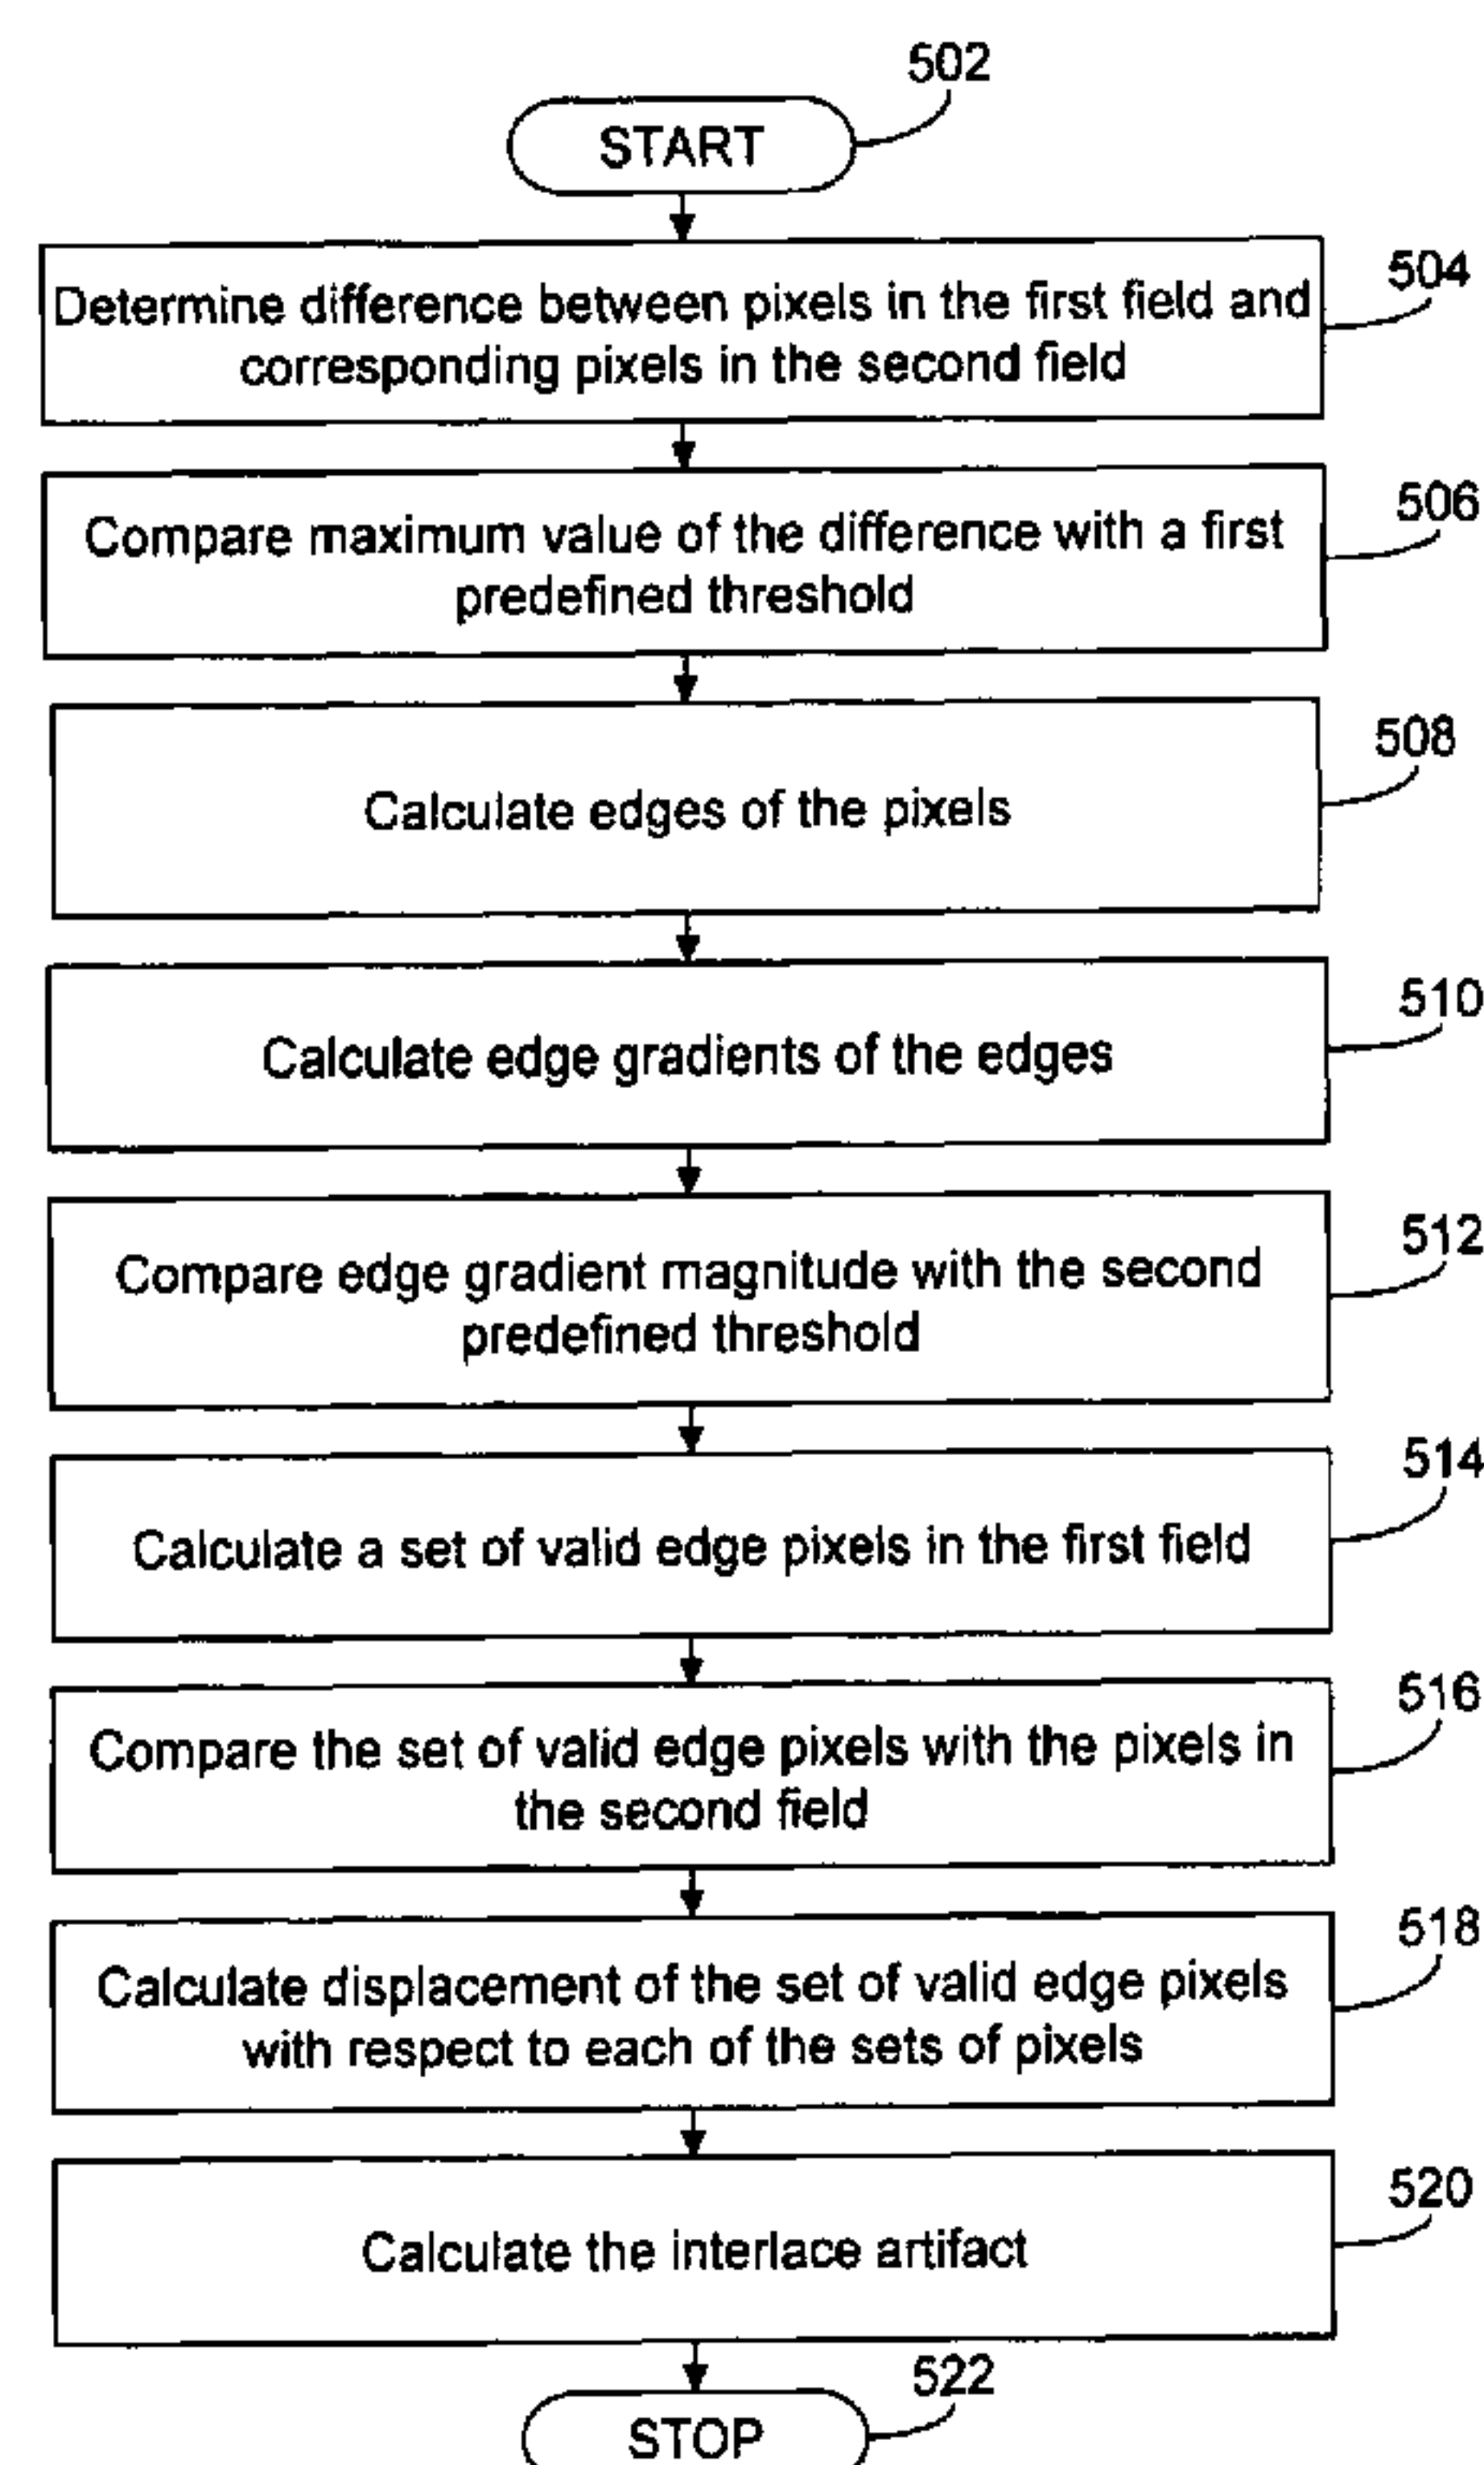 502
START
504
Determine difference between pixels in the first field and
corresponding pixels in the second field
506
Compare maximum value of the difference with a first
predefined threshold
508
Calculate edges of the pixels
510
Calculate edge gradients of the edges
512
Compare edge gradient magnitude with the second
predefined threshold
514
Calculate a set of valid edge pixels in the first field
516
Compare the set of valid edge pixels with the pixels in
the second field
518
Calculate displacement of the set of valid edge pixels
with respect to each of the sets of pixels
520
Calculate the interlace artifact
522
STOP